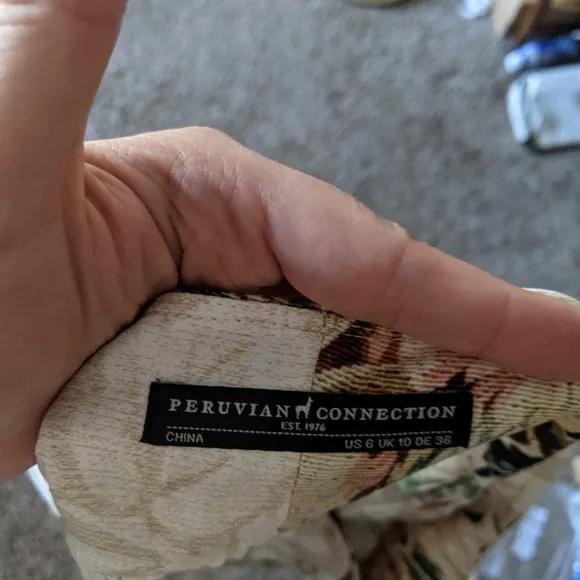 PERUVIAN CONNECTION
EST. 1976
CHINA US 6 UK 10 DE 36